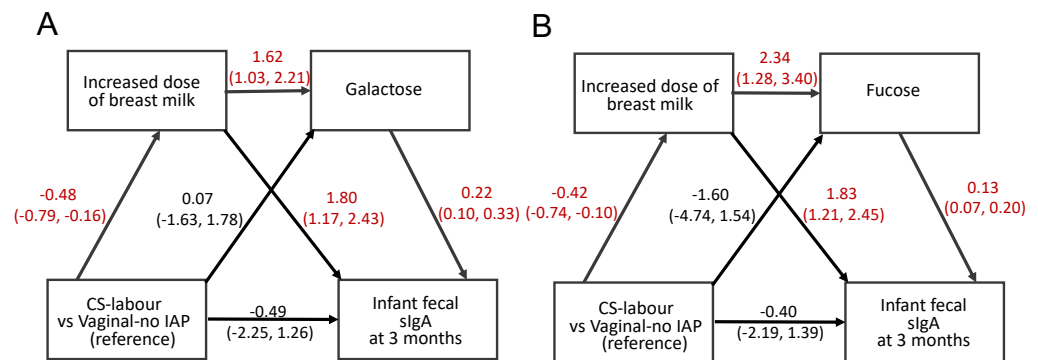 A
1.62
(1.03, 2.21)
Increased dose
of breast milk
Galactose
-0.48
(-0.79, -0.16)
0.07
(-1.63, 1.78)
1.80
(1.17, 2.43)
0.22
(0.10, 0.33)
CS-labour
vs Vaginal-no IAP
(reference)
-0.49
(-2.25, 1.26)
Infant fecal
sIgA
at 3 months
B
2.34
(1.28, 3.40)
Increased dose of
breast milk
Fucose
-0.42
(-0.74, -0.10)
-1.60
(-4.74, 1.54)
1.83
(1.21, 2.45)
0.13
(0.07, 0.20)
CS-labour
vs Vaginal-no IAP
(reference)
-0.40
(-2.19, 1.39)
Infant fecal
sIgA
at 3 months